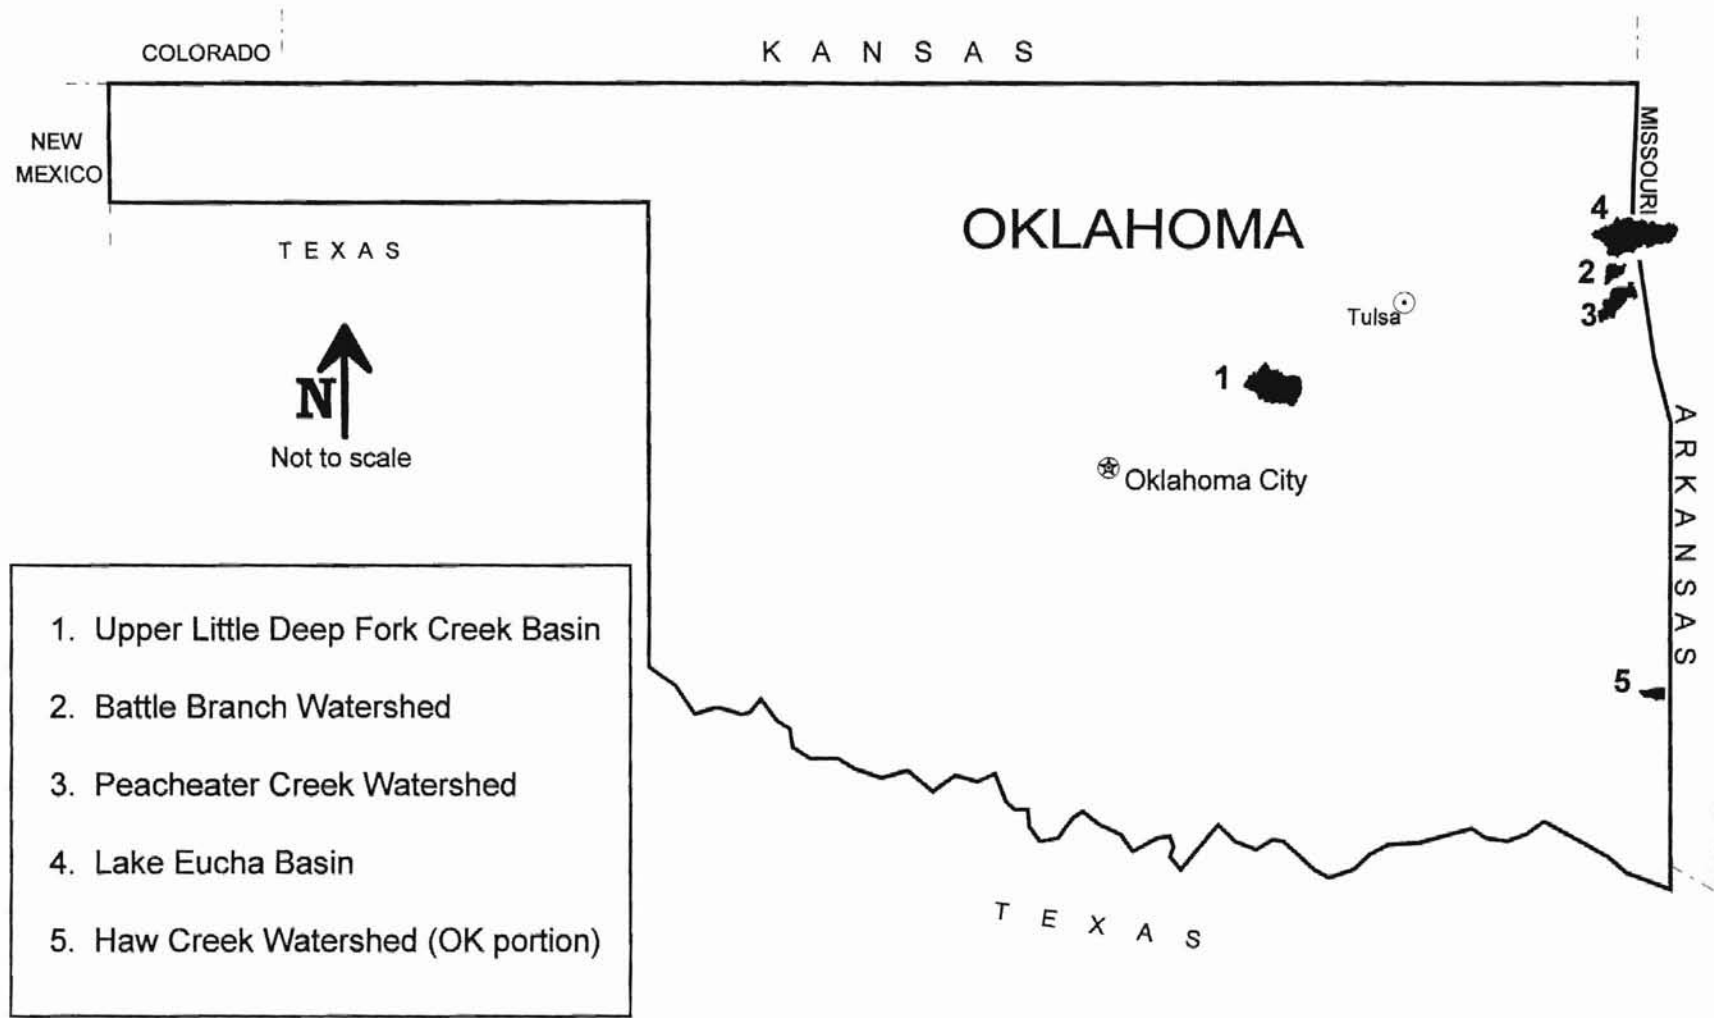 COLORADO
K A N S A S
NEW
MEXICO
MISSOURI
OKLAHOMA
4
T E X A S
2
Tulsa
3
1
N
Not to scale
Oklahoma City
A R K A N S A S
1. Upper Little Deep Fork Creek Basin
2. Battle Branch Watershed
3. Peacheater Creek Watershed
4. Lake Eucha Basin
5. Haw Creek Watershed (OK portion)
5
T E X A S